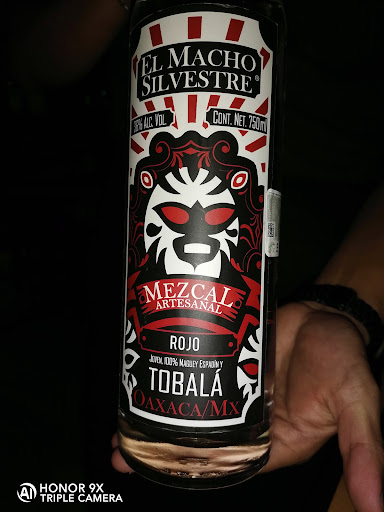 EL MACHO
SILVESTRE®
36% ALC. VOL.
CONT. NET. 750ml
MEZCAL
ARTESANAL
ROJO
JOVEN, 100% MAGUEY ESPADÍN Y
TOBALÁ
OAXACA/MX
HONOR 9X
TRIPLE CAMERA